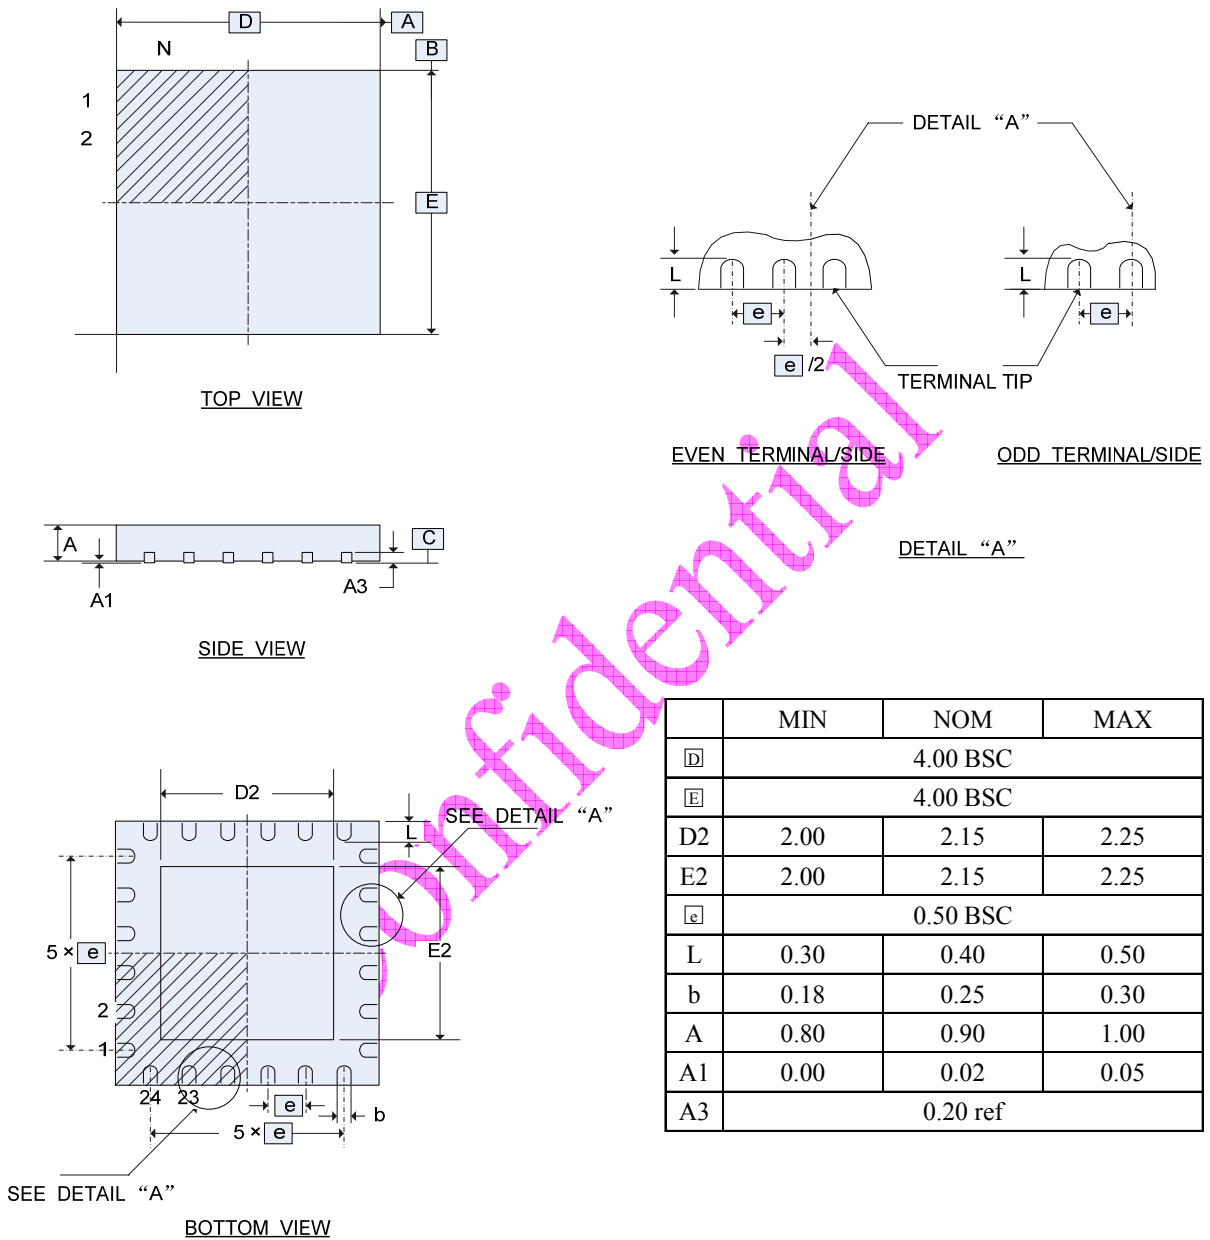 D
A
N
B
1
2
E
TOP VIEW
DETAIL “A”
L
e
e /2
L
e
TERMINAL TIP
EVEN TERMINAL/SIDE
ODD TERMINAL/SIDE
DETAIL “A”
A
A1
A3
C
SIDE VIEW
Confidential
D2
L
SEE DETAIL “A”
5 × e
E2
2
1
24
23
e
b
5 × e
SEE DETAIL “A”
BOTTOM VIEW
MIN NOM MAX
D 4.00 BSC
E 4.00 BSC
D2 2.00 2.15 2.25
E2 2.00 2.15 2.25
e 0.50 BSC
L 0.30 0.40 0.50
b 0.18 0.25 0.30
A 0.80 0.90 1.00
A1 0.00 0.02 0.05
A3 0.20 ref